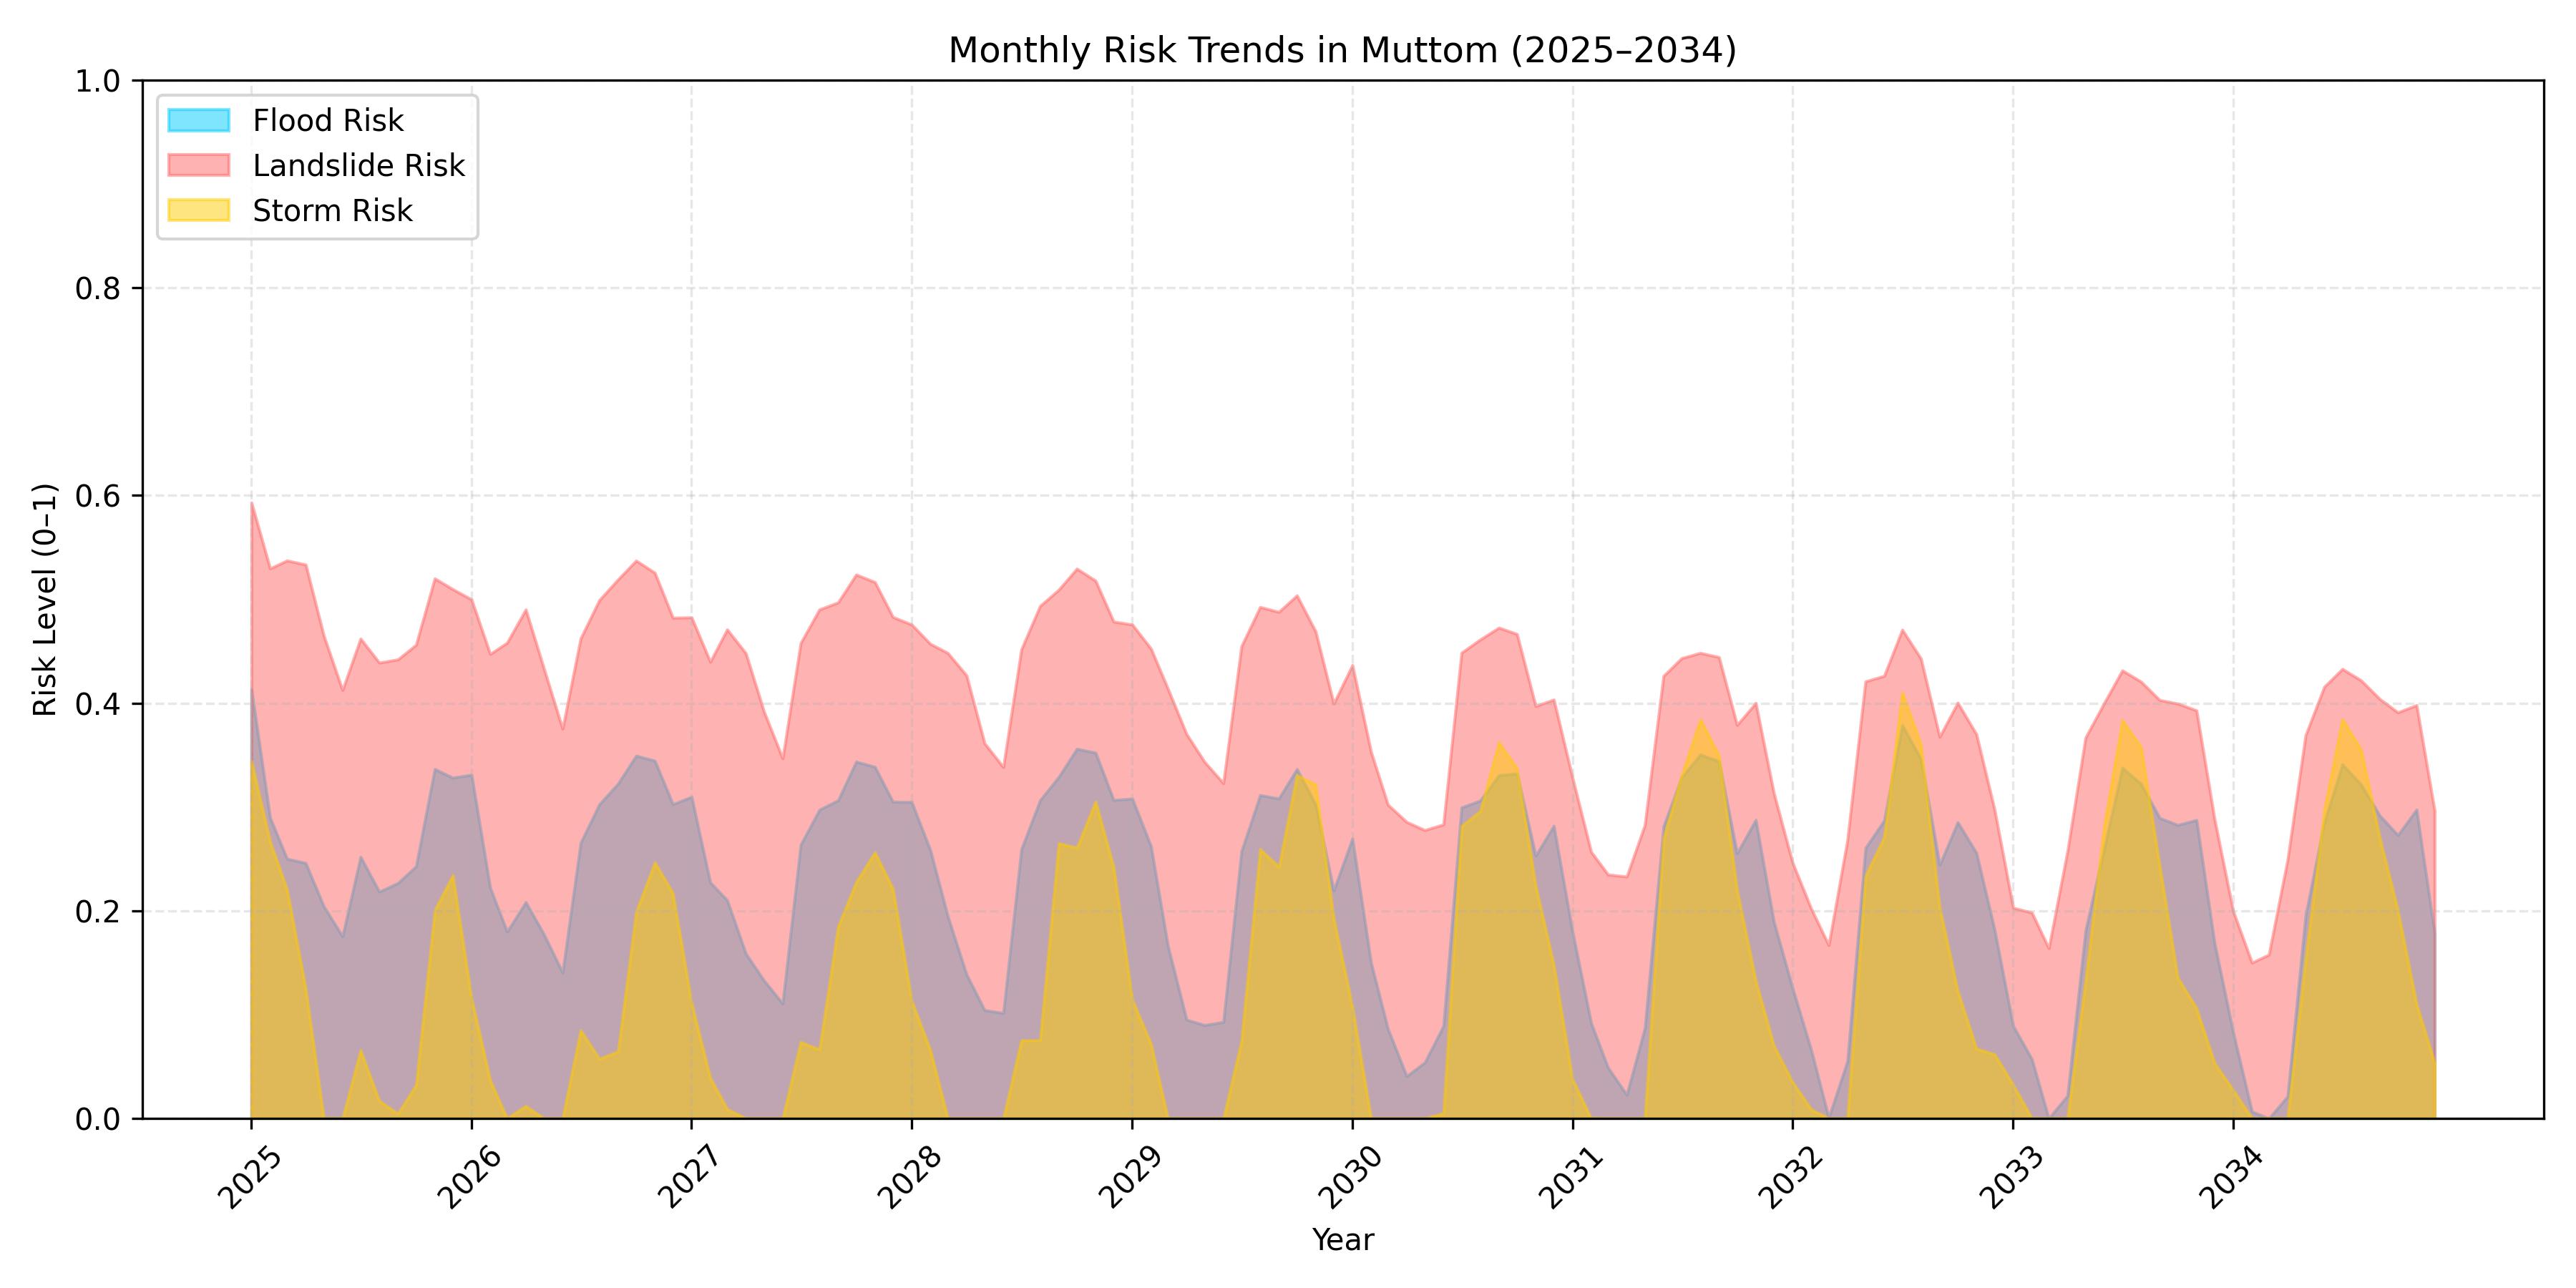 Monthly Risk Trends in Muttom (2025–2034)
Flood Risk
Landslide Risk
Storm Risk
Risk Level (0–1)
1.0
0.8
0.6
0.4
0.2
0.0
2025
2026
2027
2028
2029
2030
2031
2032
2033
2034
Year